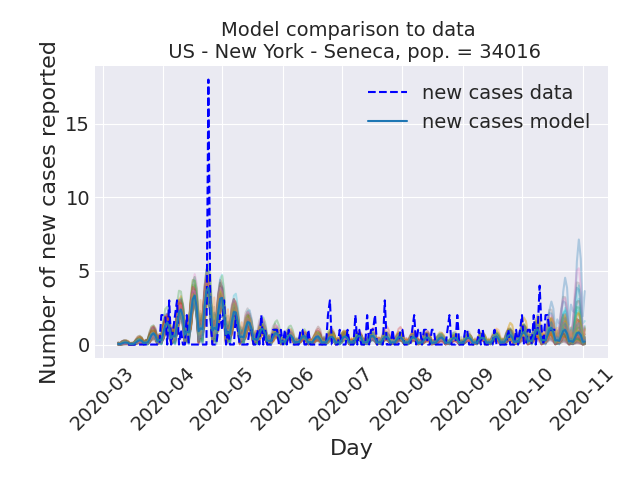 Model comparison to data
US - New York - Seneca, pop. = 34016
Number of new cases reported
15
10
5
0
new cases data
new cases model
2020-03
2020-04
2020-05
2020-06
2020-07
2020-08
2020-09
2020-10
2020-11
Day